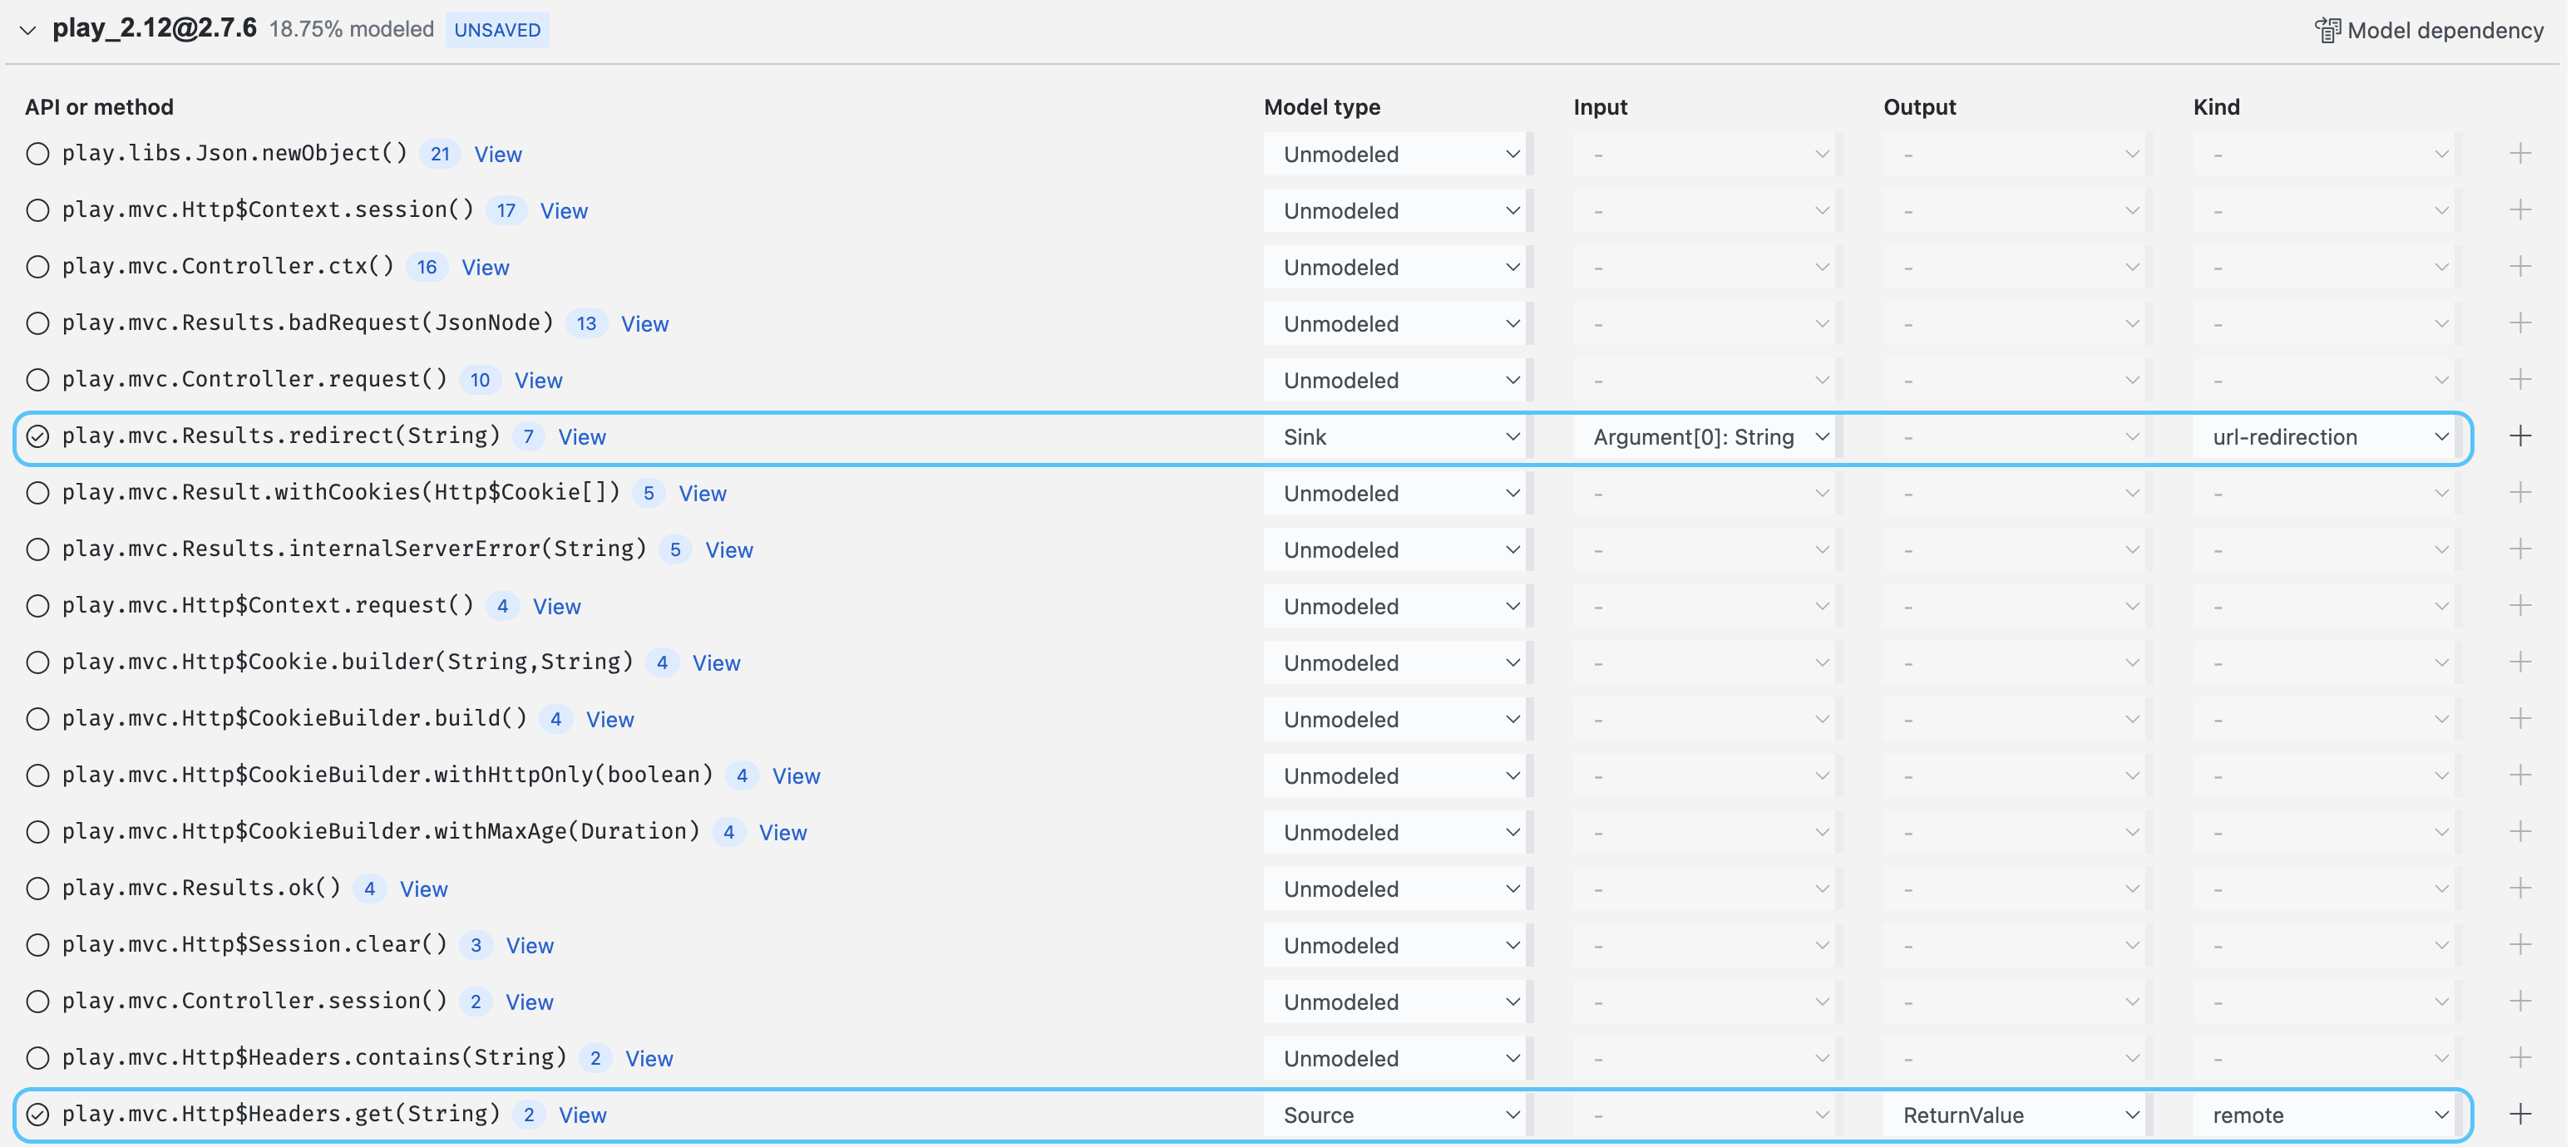 play_2.12@2.7.6 18.75% modeled UNSAVED Model dependency
API or method Model type Input Output Kind
play.libs.Json.newObject() 21 View Unmodeled - - -
play.mvc.Http$Context.session() 17 View Unmodeled - - -
play.mvc.Controller.ctx() 16 View Unmodeled - - -
play.mvc.Results.badRequest(JsonNode) 13 View Unmodeled - - -
play.mvc.Controller.request() 10 View Unmodeled - - -
play.mvc.Results.redirect(String) 7 View Sink Argument[0]: String - url-redirection
play.mvc.Result.withCookies(Http$Cookie[]) 5 View Unmodeled - - -
play.mvc.Results.internalServerError(String) 5 View Unmodeled - - -
play.mvc.Http$Context.request() 4 View Unmodeled - - -
play.mvc.Http$Cookie.builder(String,String) 4 View Unmodeled - - -
play.mvc.Http$CookieBuilder.build() 4 View Unmodeled - - -
play.mvc.Http$CookieBuilder.withHttpOnly(boolean) 4 View Unmodeled - - -
play.mvc.Http$CookieBuilder.withMaxAge(Duration) 4 View Unmodeled - - -
play.mvc.Results.ok() 4 View Unmodeled - - -
play.mvc.Http$Session.clear() 3 View Unmodeled - - -
play.mvc.Controller.session() 2 View Unmodeled - - -
play.mvc.Http$Headers.contains(String) 2 View Unmodeled - - -
play.mvc.Http$Headers.get(String) 2 View Source - ReturnValue remote